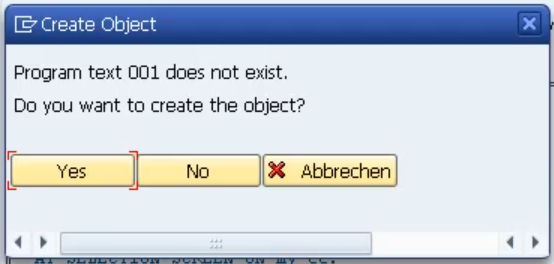 Create Object
Program text 001 does not exist.
Do you want to create the object?
Yes No Abbrechen